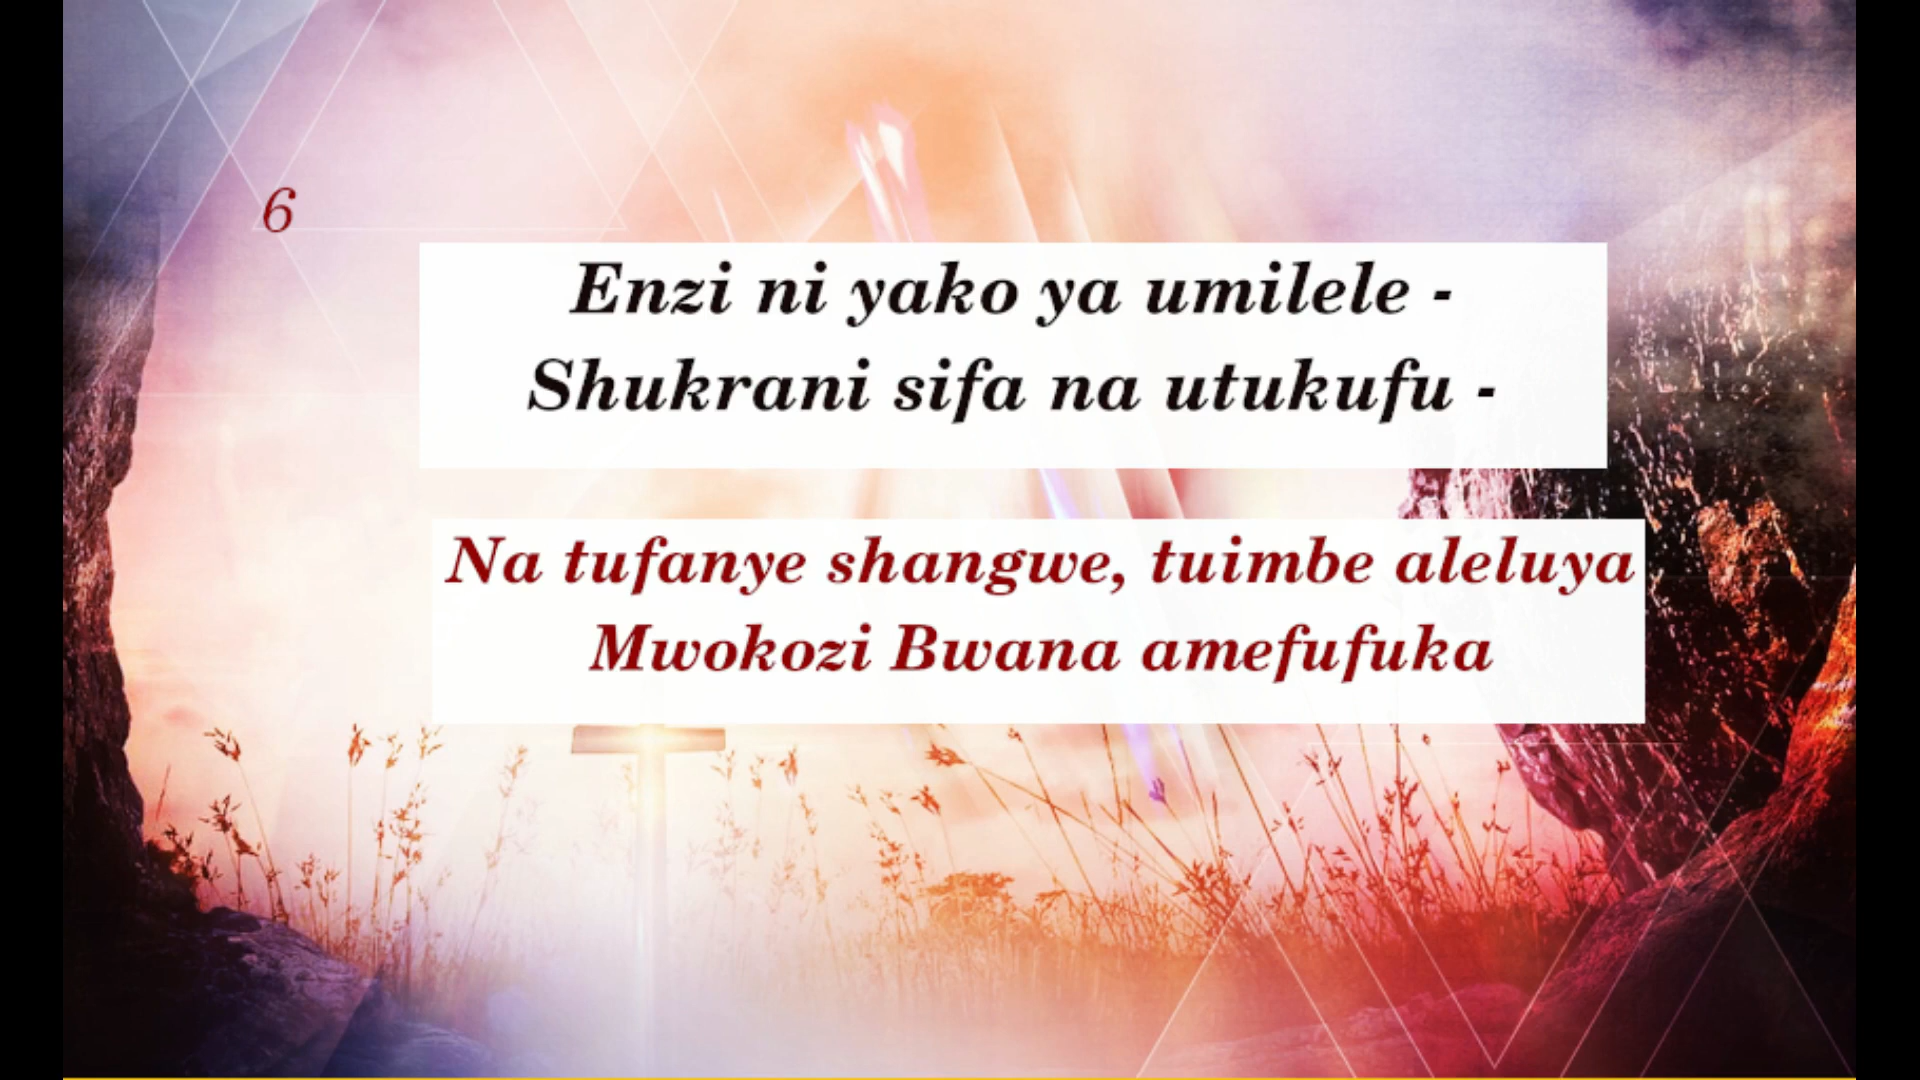 6
Enzi ni yako ya umilele -
Shukrani sifa na utukufu -
Na tufanye shangwe, tuimbe aleluya
Mwokozi Bwana amefufuka